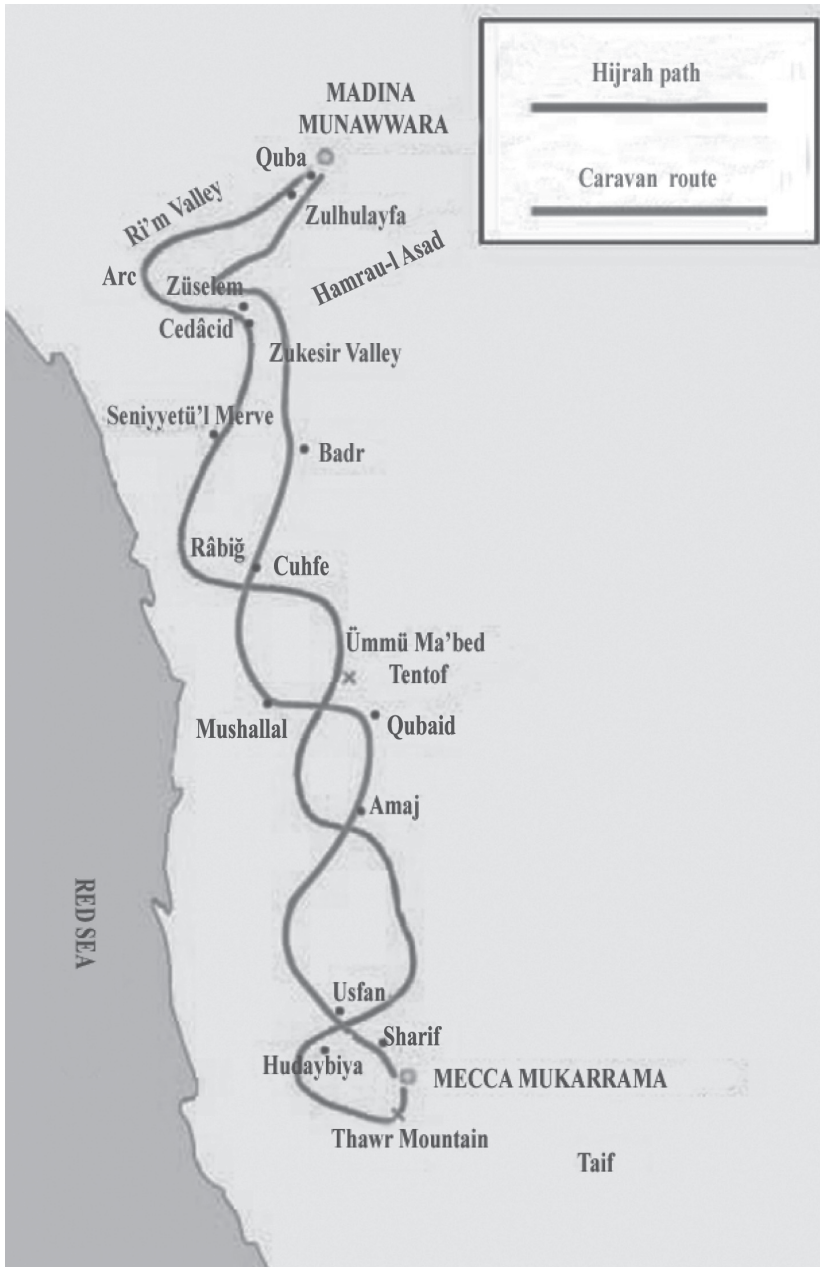 Hijrah path
Caravan route
MADINA
MUNAWWARA
Quba
Zulhulayfa
Ri'm Valley
Hamrau-l Asad
Arc
Züselem
Cedâcid
Zukesir Valley
Seniyyetü'l Merve
Badr
Râbiğ
Cuhfe
Ümmü Ma'bed
Tentof
Mushallal
Qubaid
Amaj
RED SEA
Usfan
Sharif
Hudaybiya
MECCA MUKARRAMA
Thawr Mountain
Taif